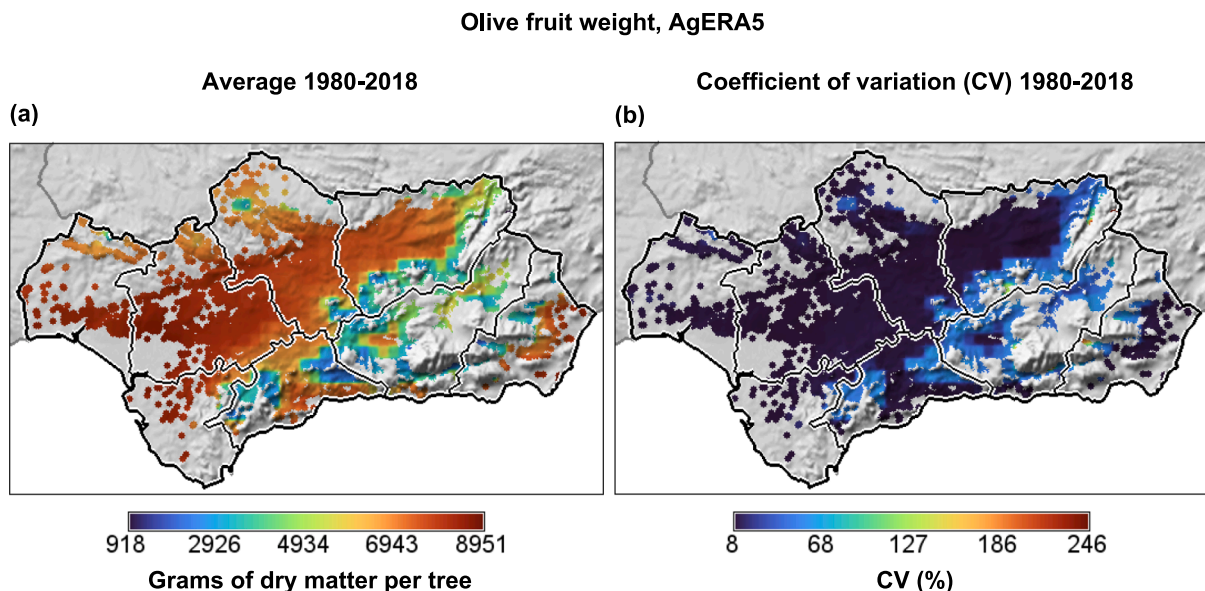 Olive fruit weight, AgERA5
Average 1980-2018
Coefficient of variation (CV) 1980-2018
(a)
(b)
918 2926 4934 6943 8951
8 68 127 186 246
Grams of dry matter per tree
CV (%)